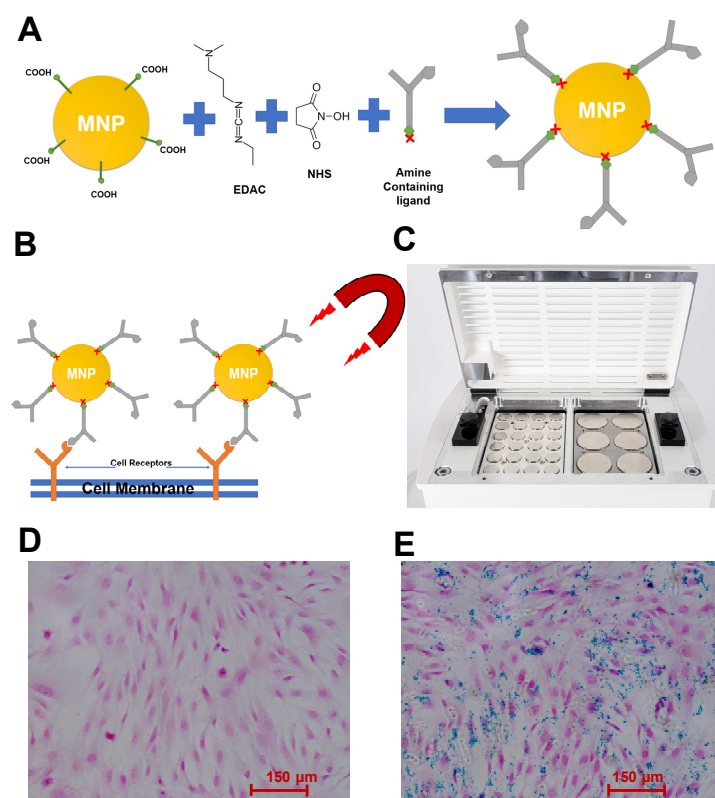 A
COOH
COOH
COOH
COOH
COOH
MNP
N
N
C
N
EDAC
O
N
OH
O
NHS
Amine
Containing
ligand
MNP
B
MNP
MNP
Cell Receptors
Cell Membrane
C
D
150 µm
E
150 µm